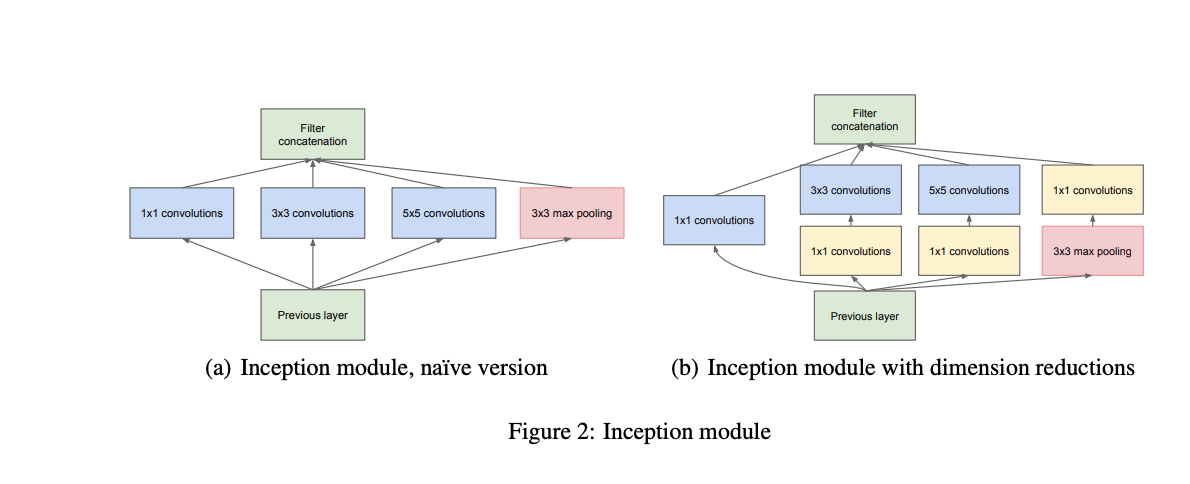 Filter
concatenation
1x1 convolutions
3x3 convolutions
5x5 convolutions
3x3 max pooling
Previous layer
(a) Inception module, naïve version
Filter
concatenation
1x1 convolutions
3x3 convolutions
5x5 convolutions
1x1 convolutions
1x1 convolutions
1x1 convolutions
3x3 max pooling
Previous layer
(b) Inception module with dimension reductions
Figure 2: Inception module